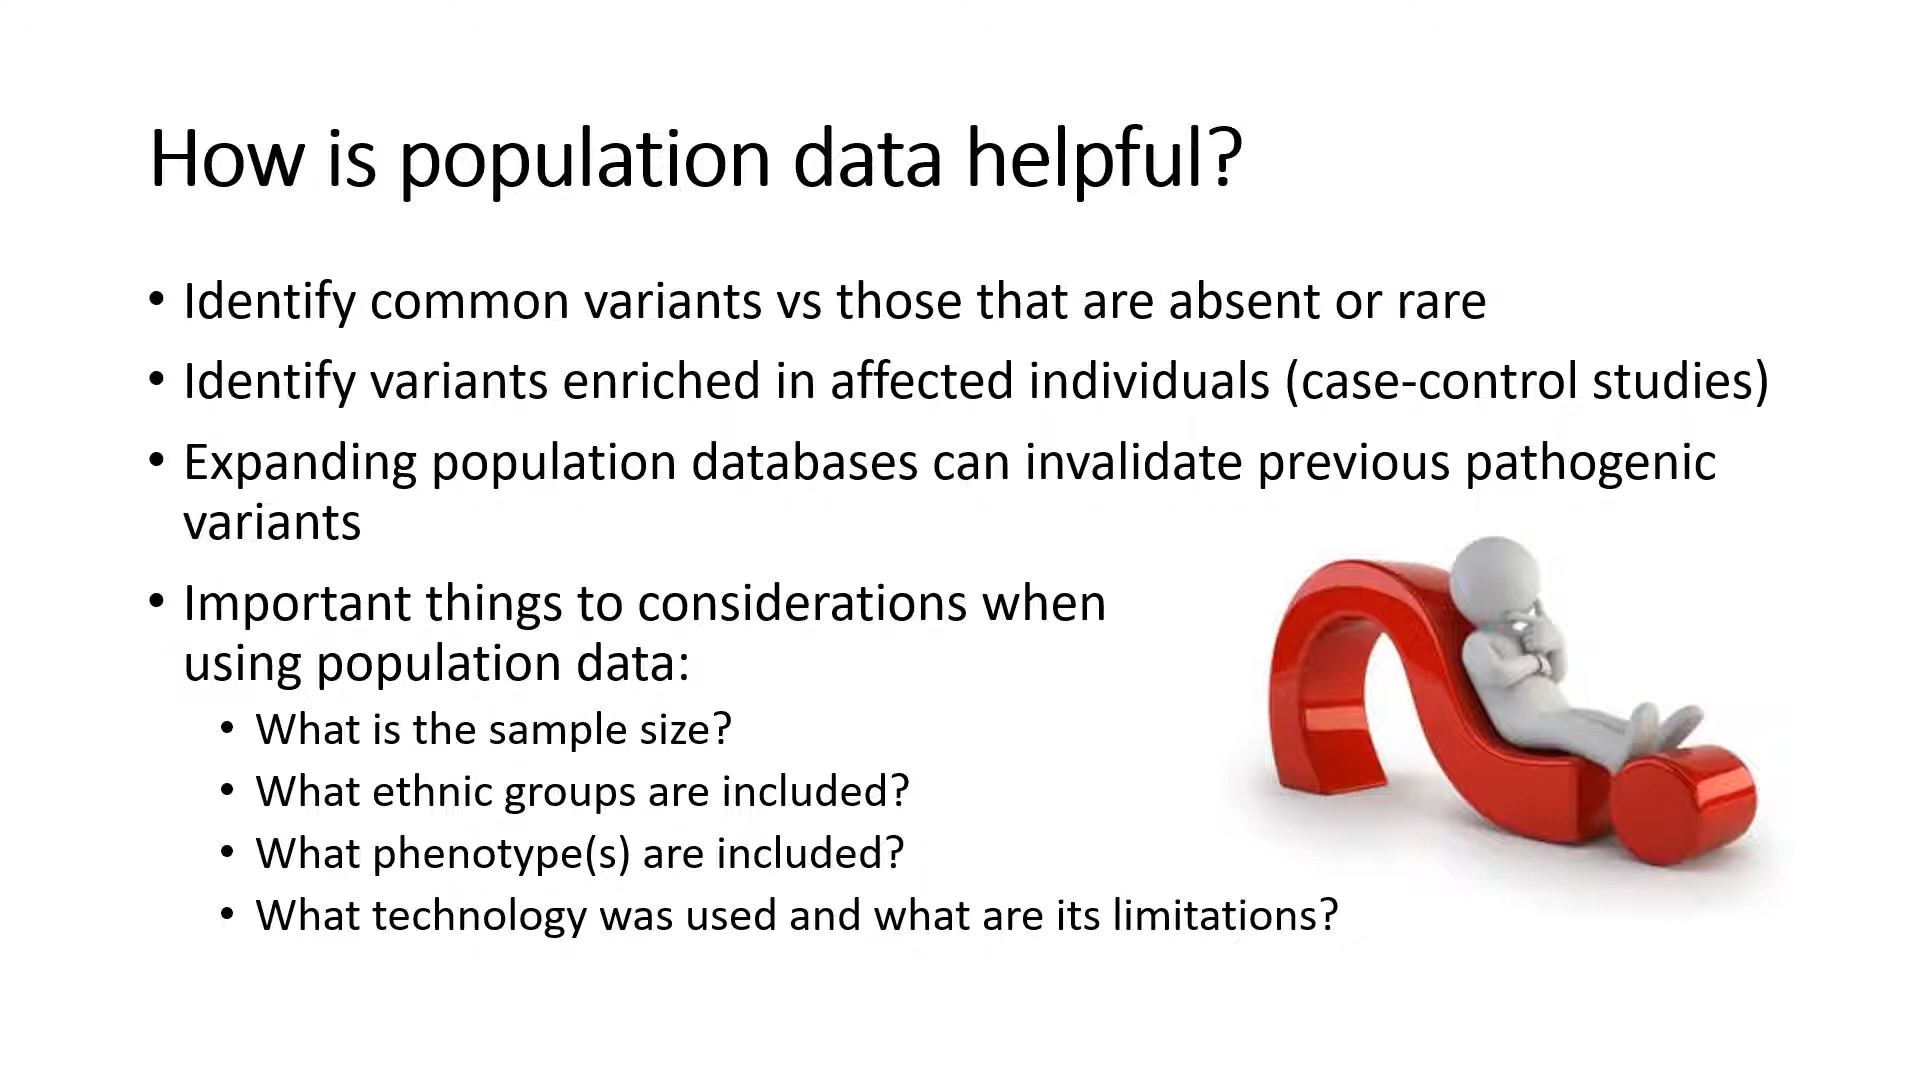 How is population data helpful?
• Identify common variants vs those that are absent or rare
• Identify variants enriched in affected individuals (case-control studies)
• Expanding population databases can invalidate previous pathogenic
variants
• Important things to considerations when
using population data:
• What is the sample size?
• What ethnic groups are included?
• What phenotype(s) are included?
• What technology was used and what are its limitations?